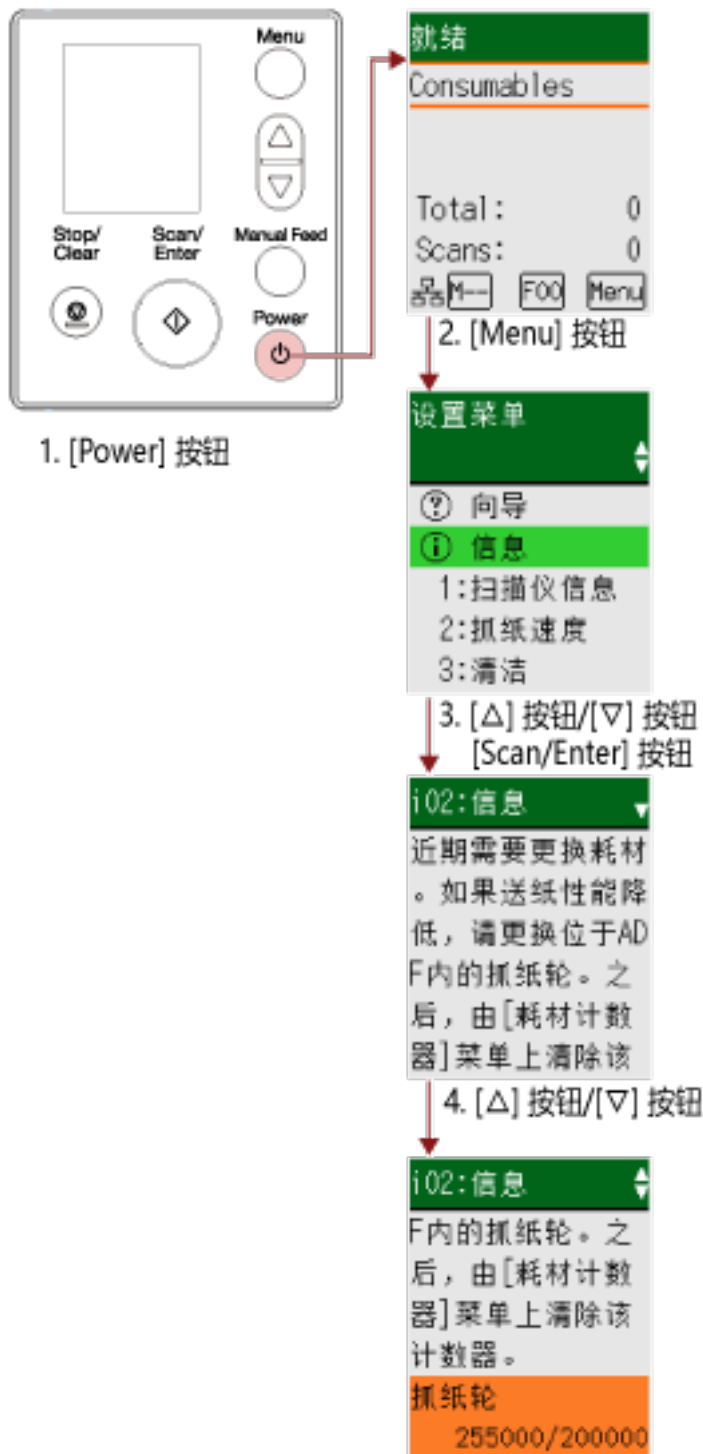 Menu
Stop/
Clear
Scan/
Enter
Manual Feed
Power
1. [Power] 按钮
就绪
Consumables
Total: 0
Scans: 0
M-- F00 Menu
2. [Menu] 按钮
设置菜单
向导
信息
1:扫描仪信息
2:抓纸速度
3:清洁
3. [△] 按钮/[▽] 按钮
[Scan/Enter] 按钮
i02:信息
近期需要更换耗材
。如果送纸性能降
低，请更换位于AD
F内的抓纸轮。之
后，由[耗材计数
器]菜单上清除该
4. [△] 按钮/[▽] 按钮
i02:信息
F内的抓纸轮。之
后，由[耗材计数
器]菜单上清除该
计数器。
抓纸轮
255000/200000